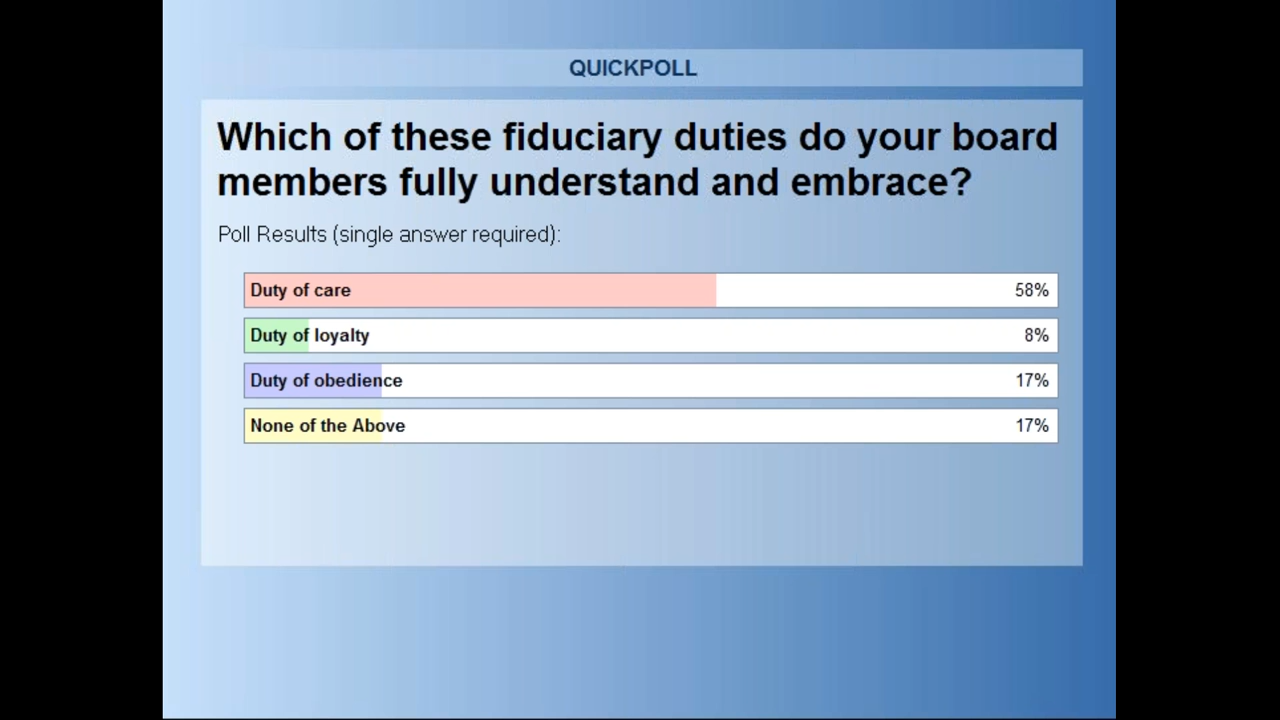 QUICKPOLL
Which of these fiduciary duties do your board
members fully understand and embrace?
Poll Results (single answer required):
Duty of care 58%
Duty of loyalty 8%
Duty of obedience 17%
None of the Above 17%